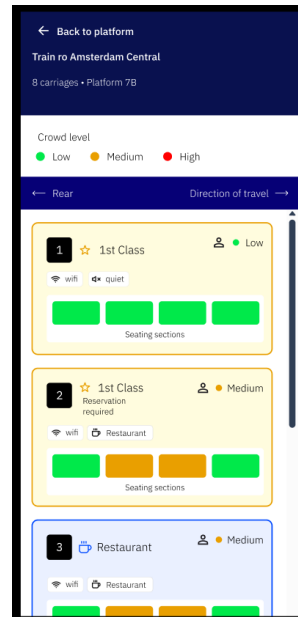 ← Back to platform
Train ro Amsterdam Central
8 carriages • Platform 7B
Crowd level
Low Medium High
← Rear Direction of travel →
1 1st Class Low
wifi quiet
Seating sections
2 1st Class Medium
Reservation
required
wifi Restaurant
Seating sections
3 Restaurant Medium
wifi Restaurant